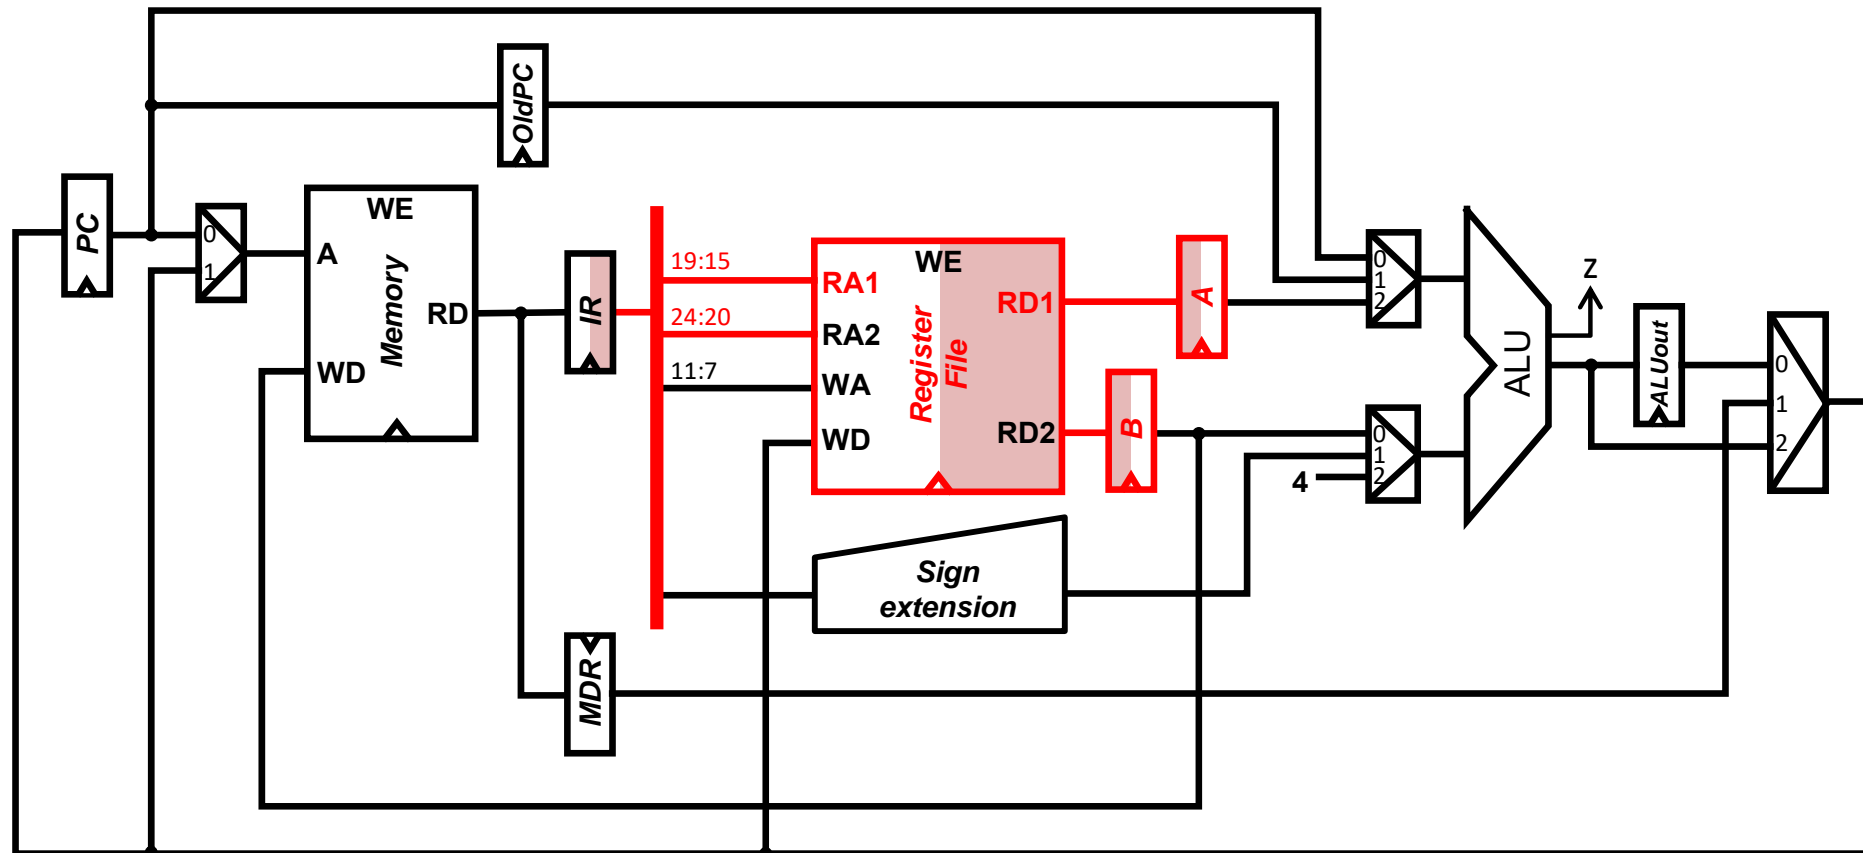 OldPC
PC
0
1
WE
A
Memory
RD
WD
IR
19:15
24:20
11:7
WE
RA1
RA2
WA
WD
Register
File
RD1
RD2
A
B
Sign
extension
MDR
0
1
2
0
1
2
4
ALU
Z
ALUout
0
1
2